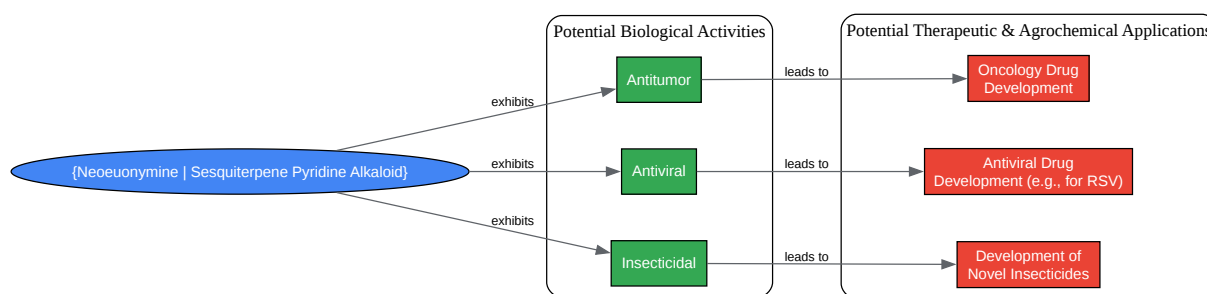 Potential Biological Activities
Potential Therapeutic & Agrochemical Applications
{Neoeuonymine | Sesquiterpene Pyridine Alkaloid}
exhibits
Antitumor
leads to
Oncology Drug
Development
exhibits
Antiviral
leads to
Antiviral Drug
Development (e.g., for RSV)
exhibits
Insecticidal
leads to
Development of
Novel Insecticides